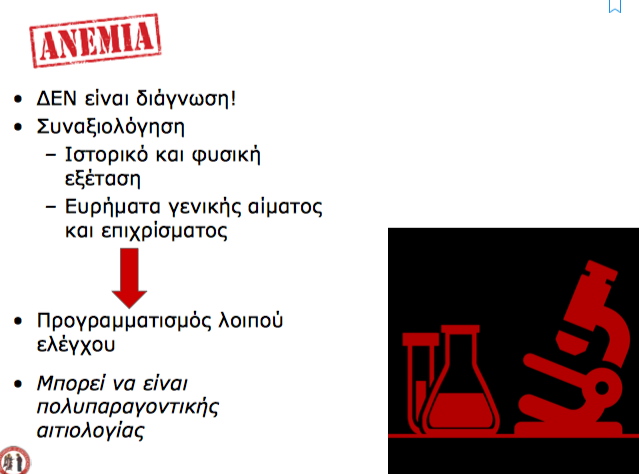 ANEMIA
• ΔΕΝ είναι διάγνωση!
• Συναξιολόγηση
– Ιστορικό και φυσική
εξέταση
– Ευρήματα γενικής αίματος
και επιχρίσματος
• Προγραμματισμός λοιπού
ελέγχου
• Μπορεί να είναι
πολυπαραγοντικής
αιτιολογίας